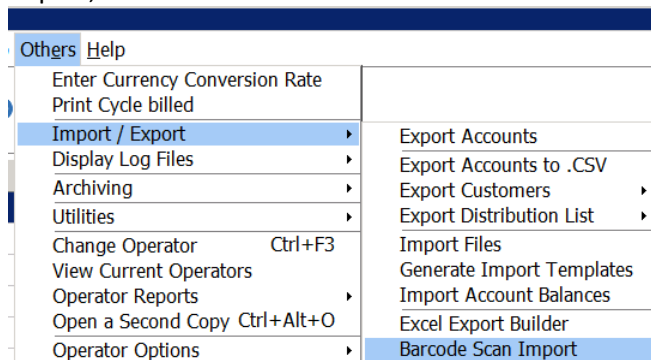 Others Help
Enter Currency Conversion Rate
Print Cycle billed
Import / Export
Display Log Files
Archiving
Utilities
Change Operator Ctrl+F3
View Current Operators
Operator Reports
Open a Second Copy Ctrl+Alt+O
Operator Options
Export Accounts
Export Accounts to .CSV
Export Customers
Export Distribution List
Import Files
Generate Import Templates
Import Account Balances
Excel Export Builder
Barcode Scan Import